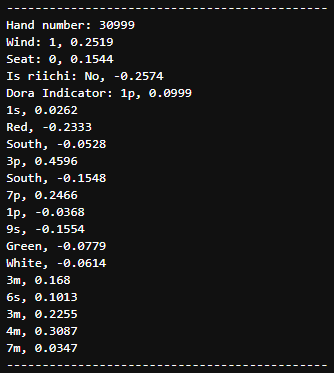 ----------------------------------------------
Hand number: 30999
Wind: 1, 0.2519
Seat: 0, 0.1544
Is riichi: No, -0.2574
Dora Indicator: 1p, 0.0999
1s, 0.0262
Red, -0.2333
South, -0.0528
3p, 0.4596
South, -0.1548
7p, 0.2466
1p, -0.0368
9s, -0.1554
Green, -0.0779
White, -0.0614
3m, 0.168
6s, 0.1013
3m, 0.2255
4m, 0.3087
7m, 0.0347
----------------------------------------------